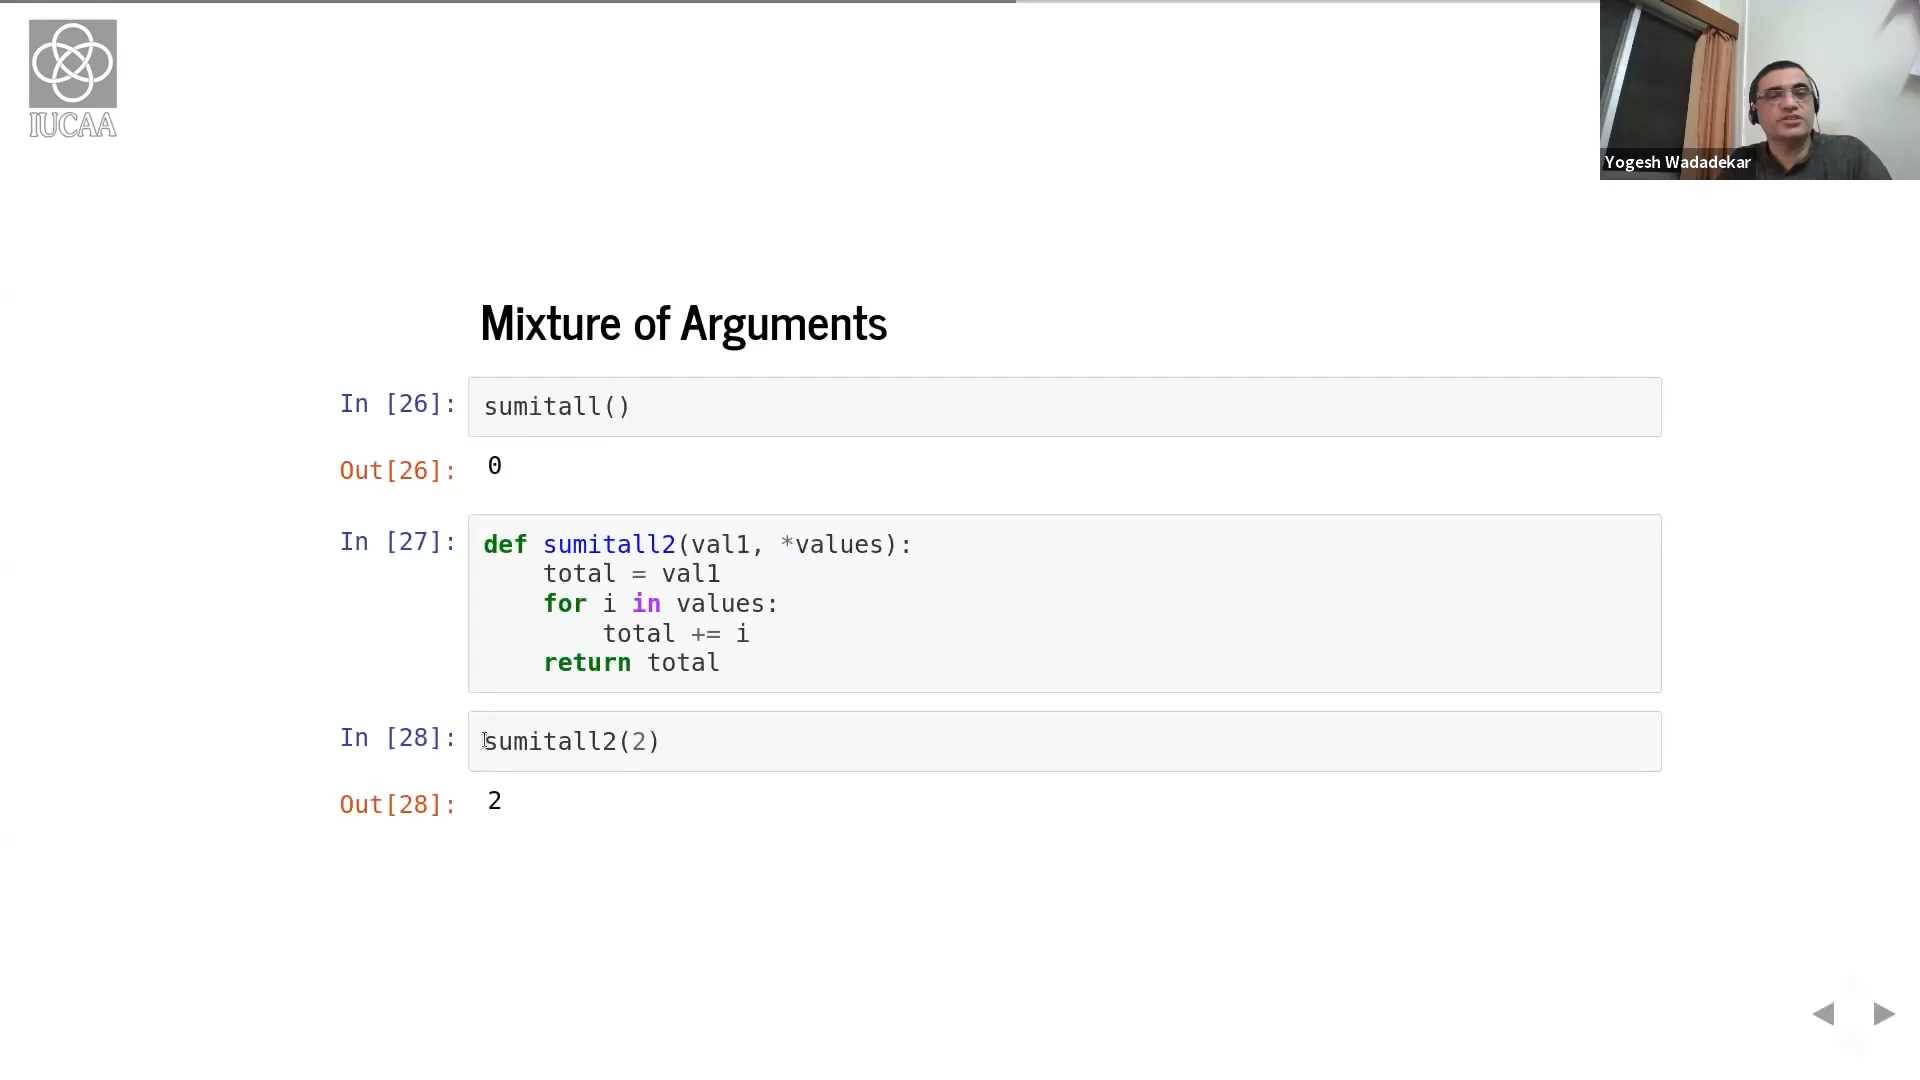 IUCAA
Yogesh Wadadekar
Mixture of Arguments
In [26]: sumitall()
Out[26]: 0
In [27]: def sumitall2(val1, *values):
    total = val1
    for i in values:
        total += i
    return total
In [28]: sumitall2(2)
Out[28]: 2